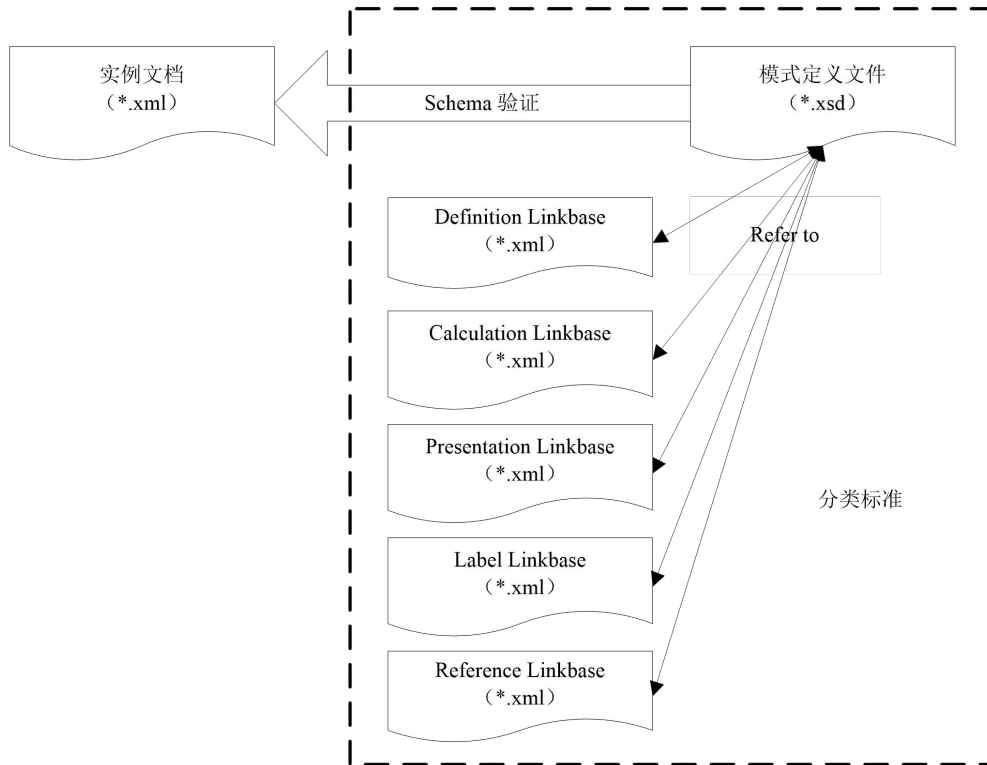 实例文档
（*.xml）
Schema 验证
模式定义文件
（*.xsd）
Definition Linkbase
（*.xml）
Refer to
Calculation Linkbase
（*.xml）
Presentation Linkbase
（*.xml）
分类标准
Label Linkbase
（*.xml）
Reference Linkbase
（*.xml）